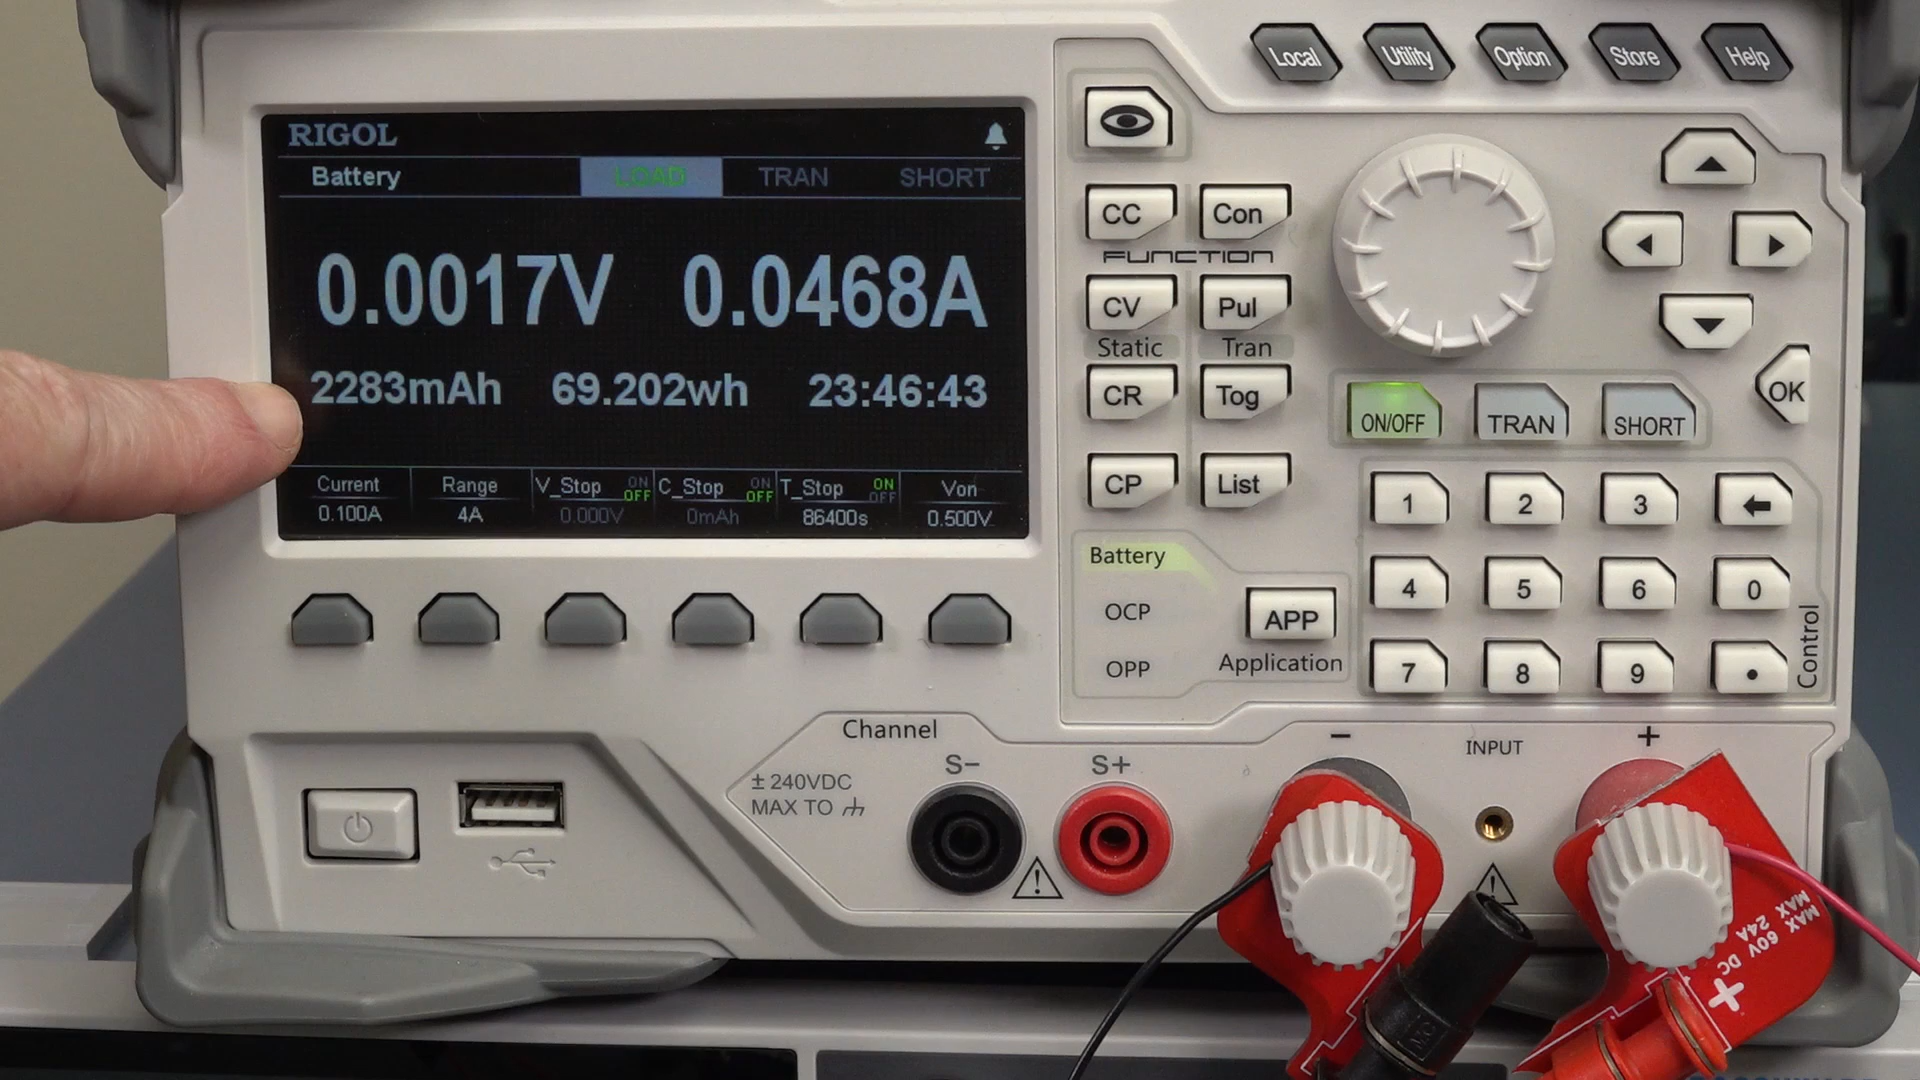 RIGOL
Battery LOAD TRAN SHORT
0.0017V 0.0468A
2283mAh 69.202wh 23:46:43
Current Range V_Stop ON OFF C_Stop ON OFF T_Stop ON OFF Von
0.100A 4A 0.000V 0mAh 86400s 0.500V
Local Utility Option Store Help
CC Con
FUNCTION
CV Pul
Static Tran
CR Tog
CP List
OK
ON/OFF TRAN SHORT
1 2 3
4 5 6 0
7 8 9 .
Control
Battery
OCP
OPP
APP
Application
Channel
S- S+
± 240VDC
MAX TO
- INPUT +
MAX 60V DC
MAX 24A
+